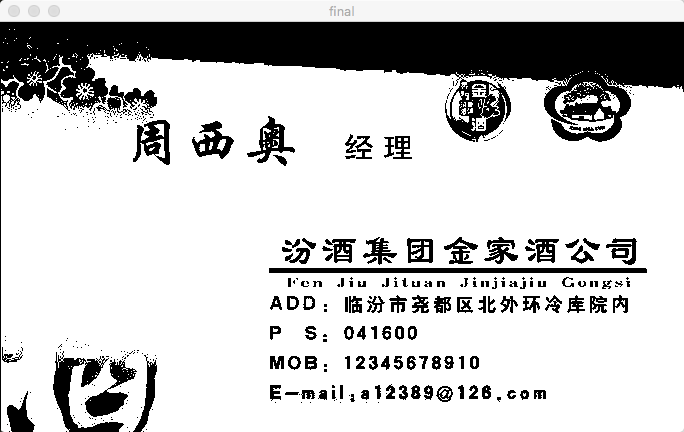 final
周西奥 经理
汾酒集团金家酒公司
Fen Jiu Jituan Jinjiajiu Gongsi
ADD: 临汾市尧都区北外环冷库院内
P S: 041600
MOB: 12345678910
E-mail:a12389@126.com
酒